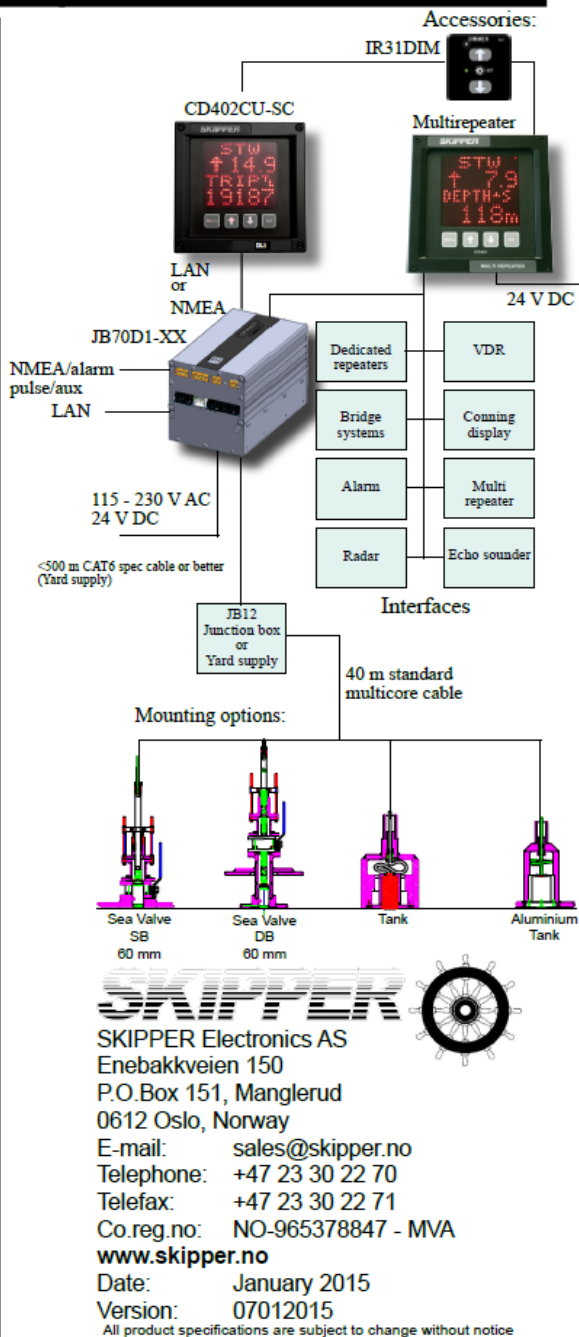 Accessories:
IR31DIM
DIMMER
CD402CU-SC
Multirepeater
SKIPPER
STW
↑14.9
TRIP
19187
DL1
SKIPPER
STW
↑ 7.9
DEPTH-S
118m
MULTI REPEATER
LAN
or
NMEA
24 V DC
JB70D1-XX
NMEA/alarm
pulse/aux
LAN
Dedicated
repeaters
VDR
Bridge
systems
Conning
display
Alarm
Multi
repeater
Radar
Echo sounder
Interfaces
115 - 230 V AC
24 V DC
<500 m CAT6 spec cable or better
(Yard supply)
JB12
Junction box
or
Yard supply
40 m standard
multicore cable
Mounting options:
Sea Valve
SB
60 mm
Sea Valve
DB
60 mm
Tank
Aluminium
Tank
SKIPPER
SKIPPER Electronics AS
Enebakkveien 150
P.O.Box 151, Manglerud
0612 Oslo, Norway
E-mail: sales@skipper.no
Telephone: +47 23 30 22 70
Telefax: +47 23 30 22 71
Co.reg.no: NO-965378847 - MVA
www.skipper.no
Date: January 2015
Version: 07012015
All product specifications are subject to change without notice